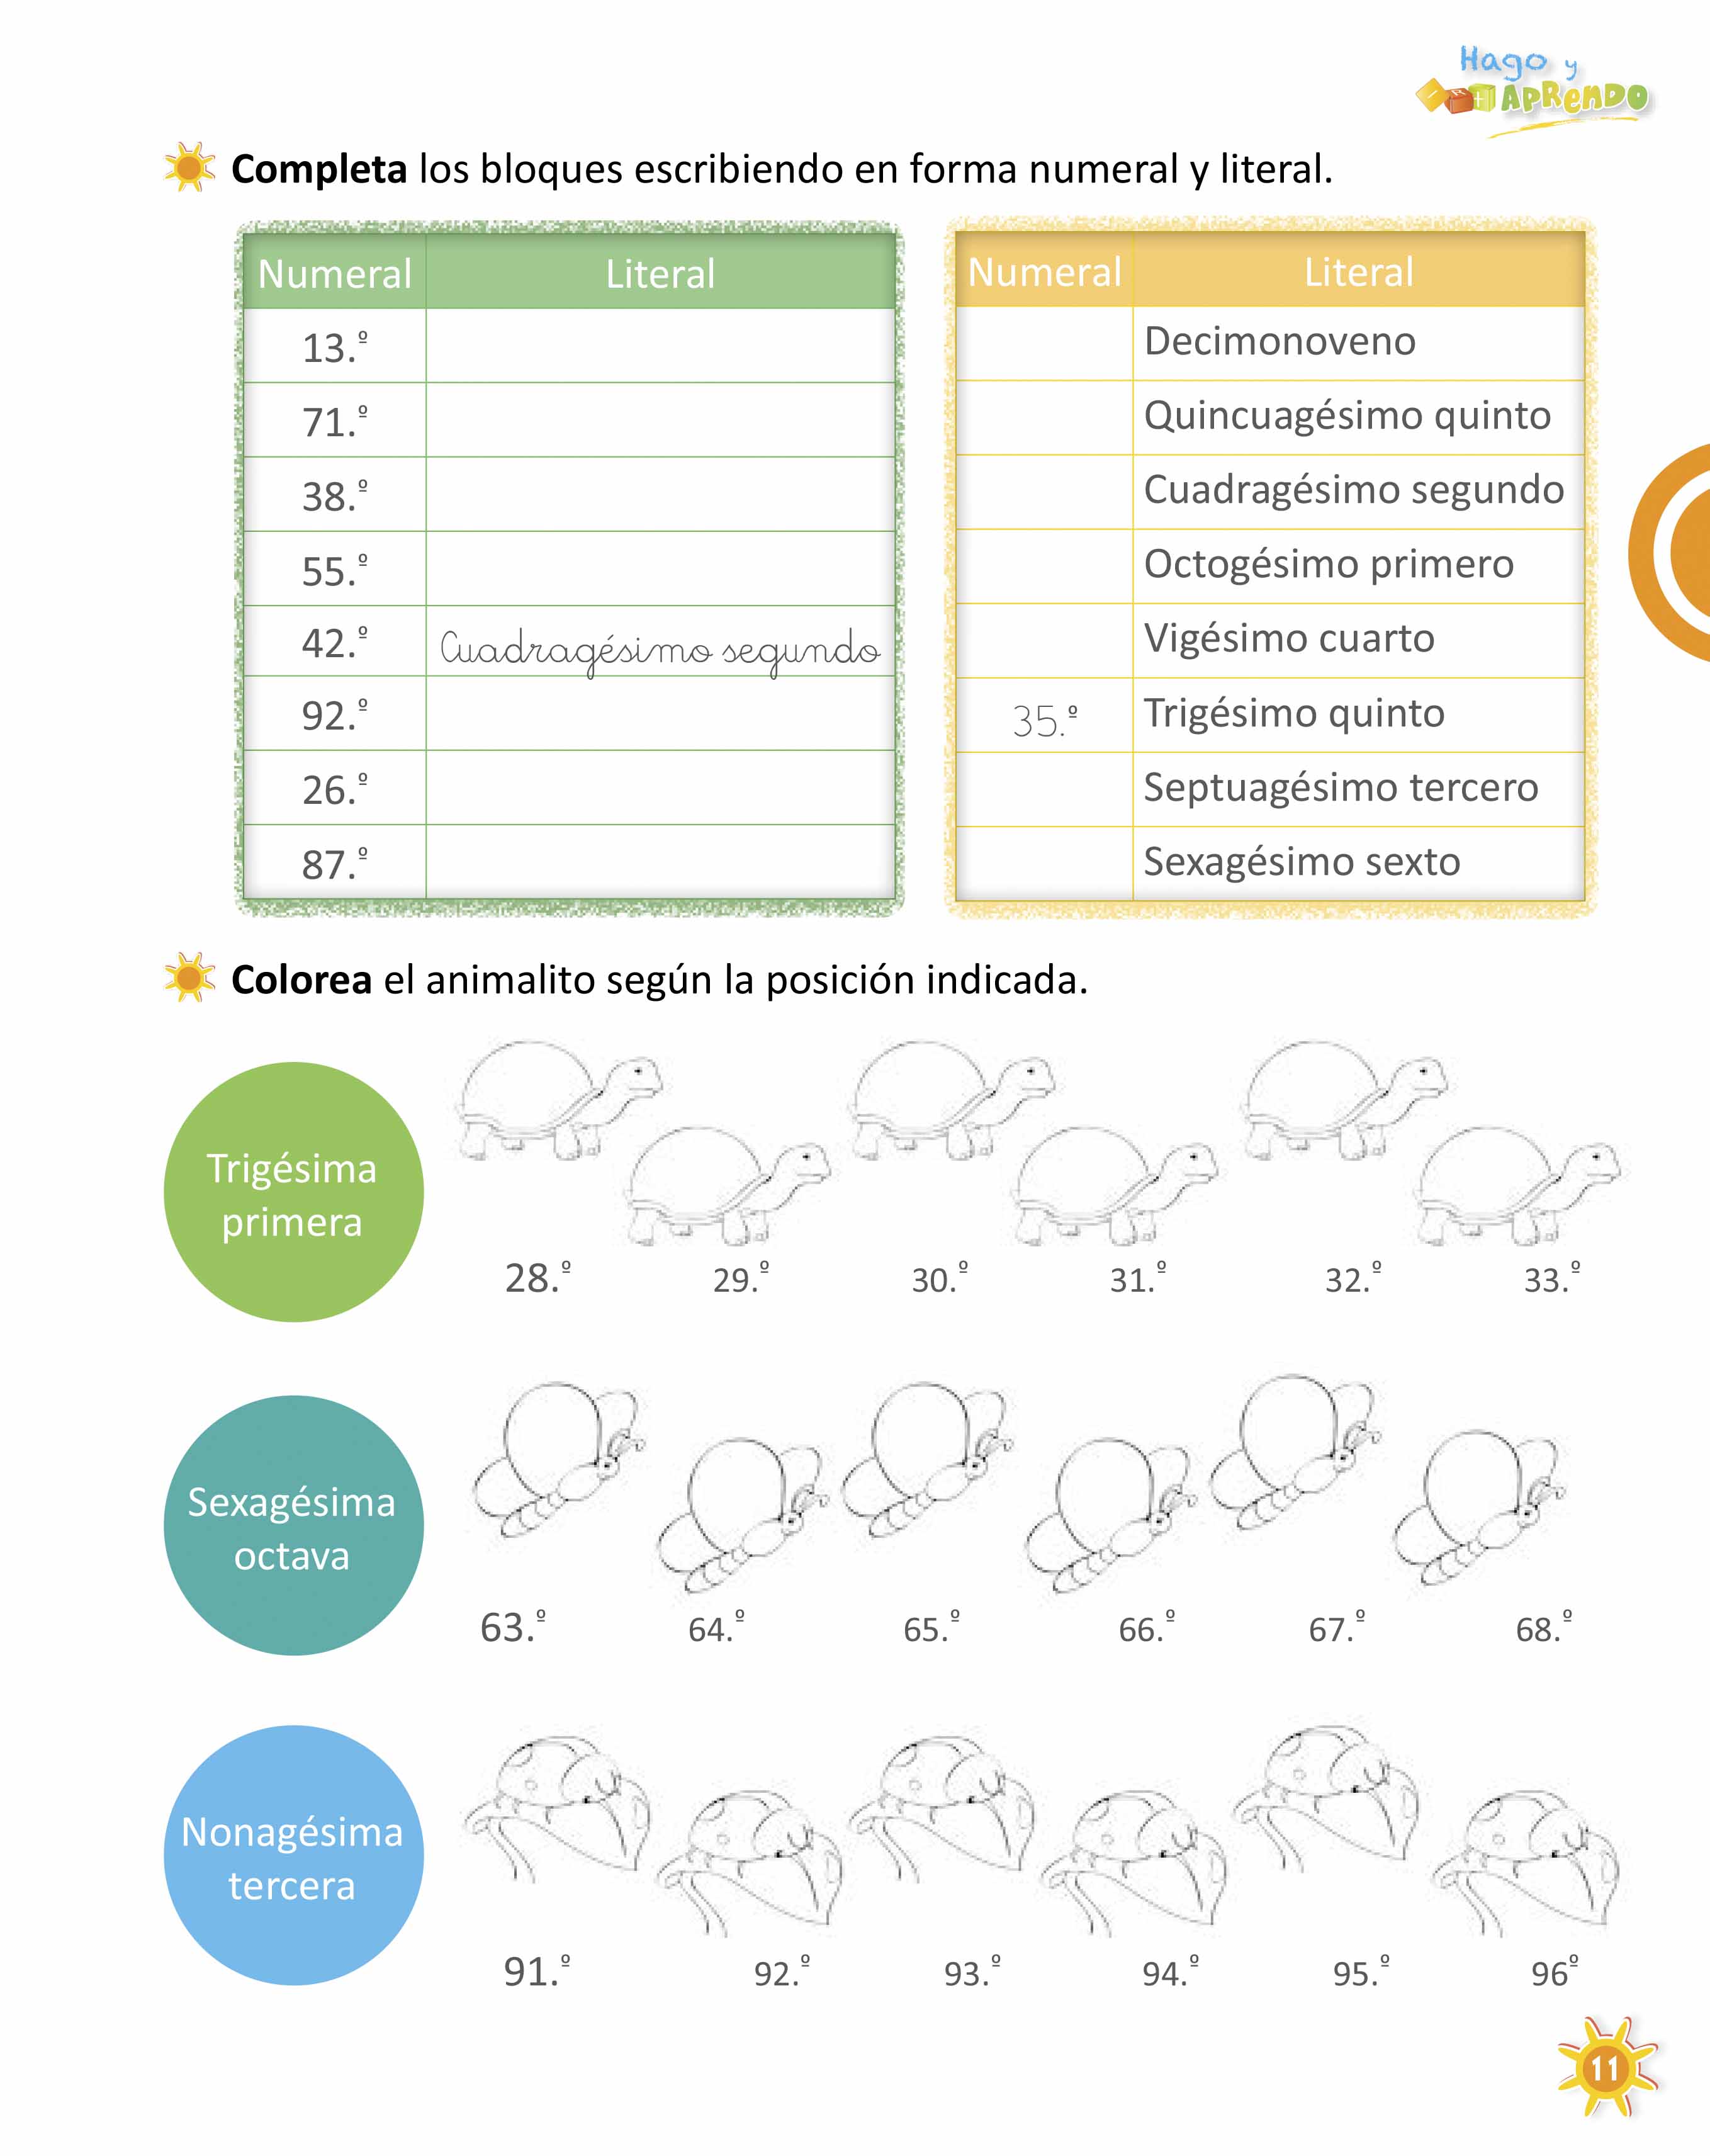 Hago y
APRenDO
Completa los bloques escribiendo en forma numeral y literal.
Numeral Literal
13.º
71.º
38.º
55.º
42.º Cuadragésimo segundo
92.º
26.º
87.º
Numeral Literal
Decimonoveno
Quincuagésimo quinto
Cuadragésimo segundo
Octogésimo primero
Vigésimo cuarto
35.º Trigésimo quinto
Septuagésimo tercero
Sexagésimo sexto
Colorea el animalito según la posición indicada.
Trigésima
primera
28.º 29.º 30.º 31.º 32.º 33.º
Sexagésima
octava
63.º 64.º 65.º 66.º 67.º 68.º
Nonagésima
tercera
91.º 92.º 93.º 94.º 95.º 96º
11